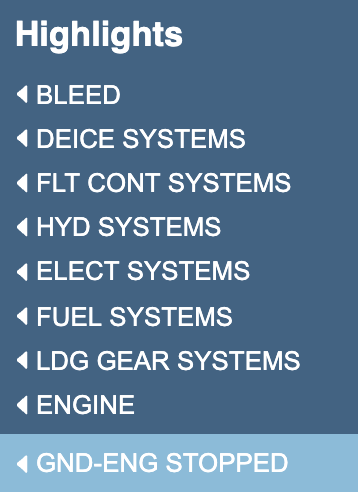 Highlights
BLEED
DEICE SYSTEMS
FLT CONT SYSTEMS
HYD SYSTEMS
ELECT SYSTEMS
FUEL SYSTEMS
LDG GEAR SYSTEMS
ENGINE
GND-ENG STOPPED